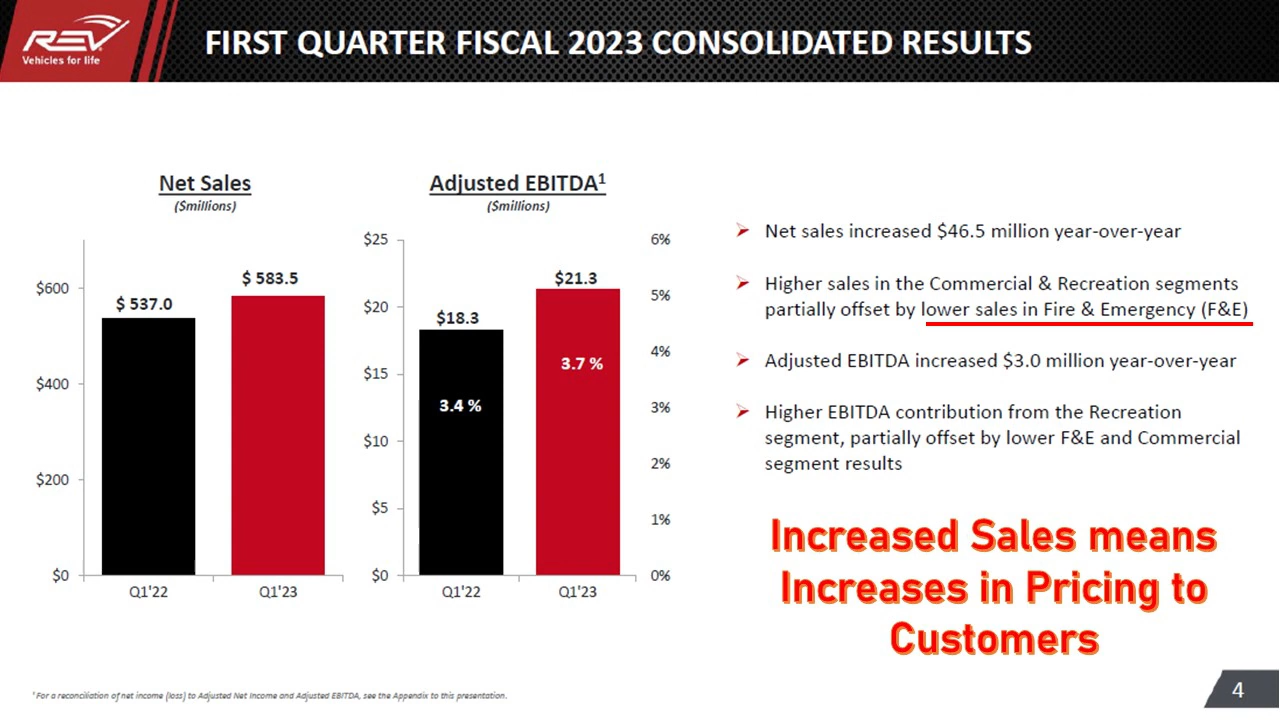 REV
Vehicles for life
FIRST QUARTER FISCAL 2023 CONSOLIDATED RESULTS
Net Sales
($millions)
$600
$400
$200
$0
$ 537.0
$ 583.5
Q1'22
Q1'23
Adjusted EBITDA¹
($millions)
$25
$20
$15
$10
$5
$0
$18.3
$21.3
3.4 %
3.7 %
6%
5%
4%
3%
2%
1%
0%
Q1'22
Q1'23
➢ Net sales increased $46.5 million year-over-year
➢ Higher sales in the Commercial & Recreation segments
partially offset by lower sales in Fire & Emergency (F&E)
➢ Adjusted EBITDA increased $3.0 million year-over-year
➢ Higher EBITDA contribution from the Recreation
segment, partially offset by lower F&E and Commercial
segment results
Increased Sales means
Increases in Pricing to
Customers
¹ For a reconciliation of net income (loss) to Adjusted Net Income and Adjusted EBITDA, see the Appendix to this presentation.
4